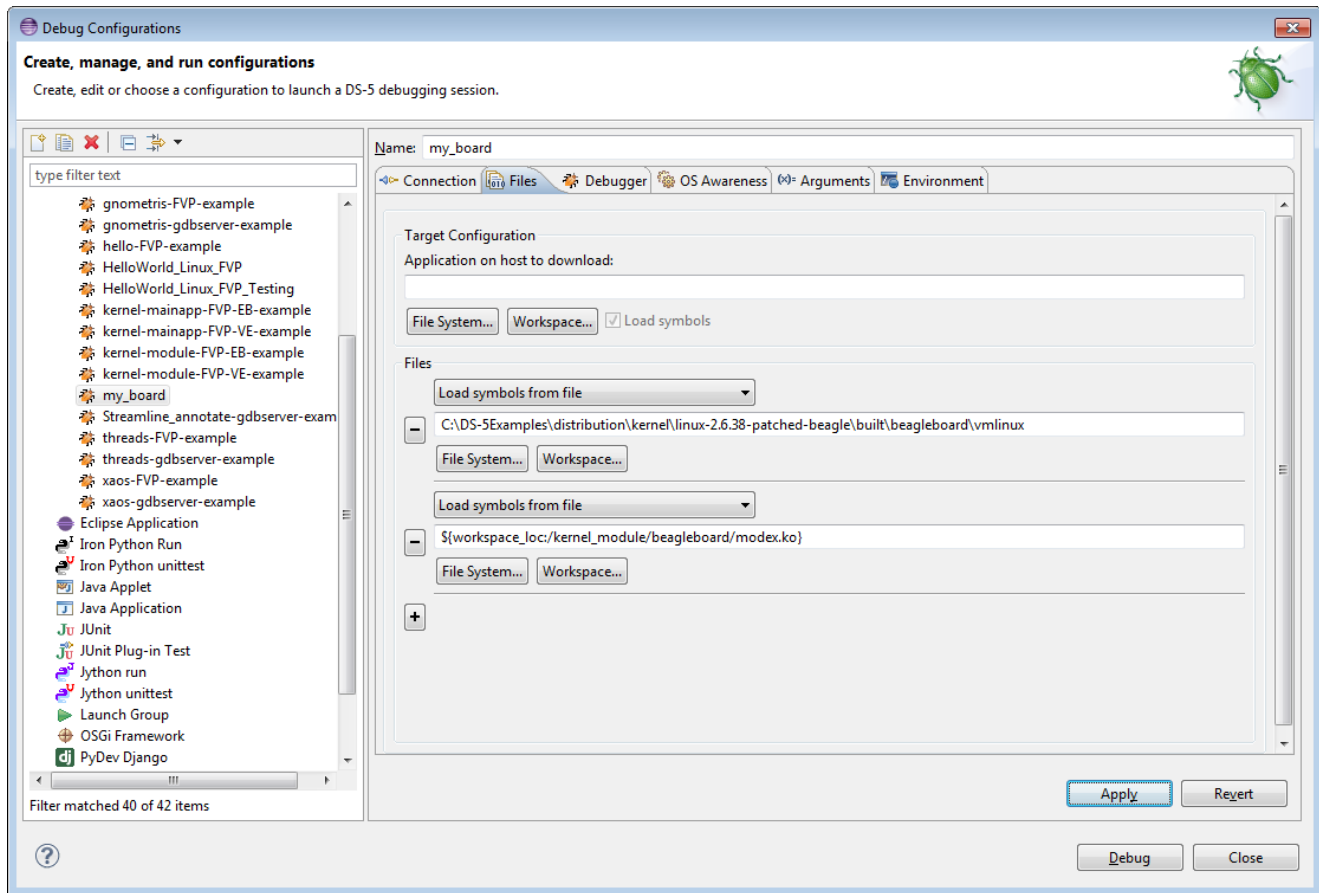 Debug Configurations
Create, manage, and run configurations
Create, edit or choose a configuration to launch a DS-5 debugging session.
type filter text
gnometris-FVP-example
gnometris-gdbserver-example
hello-FVP-example
HelloWorld_Linux_FVP
HelloWorld_Linux_FVP_Testing
kernel-mainapp-FVP-EB-example
kernel-mainapp-FVP-VE-example
kernel-module-FVP-EB-example
kernel-module-FVP-VE-example
my_board
Streamline_annotate-gdbserver-exam
threads-FVP-example
threads-gdbserver-example
xaos-FVP-example
xaos-gdbserver-example
Eclipse Application
Iron Python Run
Iron Python unittest
Java Applet
Java Application
JUnit
JUnit Plug-in Test
Jython run
Jython unittest
Launch Group
OSGi Framework
PyDev Django
Filter matched 40 of 42 items
Name: my_board
Connection Files Debugger OS Awareness Arguments Environment
Target Configuration
Application on host to download:
File System... Workspace... Load symbols
Files
Load symbols from file
C:\DS-5Examples\distribution\kernel\linux-2.6.38-patched-beagle\built\beagleboard\vmlinux
File System... Workspace...
Load symbols from file
${workspace_loc:/kernel_module/beagleboard/modex.ko}
File System... Workspace...
Apply Revert
Debug Close